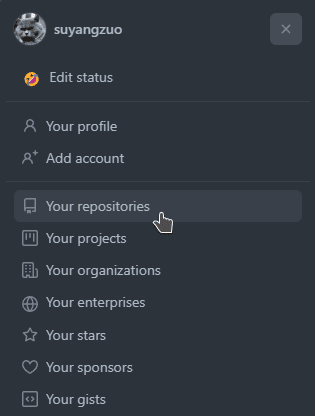 suyangzuo
Edit status
Your profile
Add account
Your repositories
Your projects
Your organizations
Your enterprises
Your stars
Your sponsors
Your gists